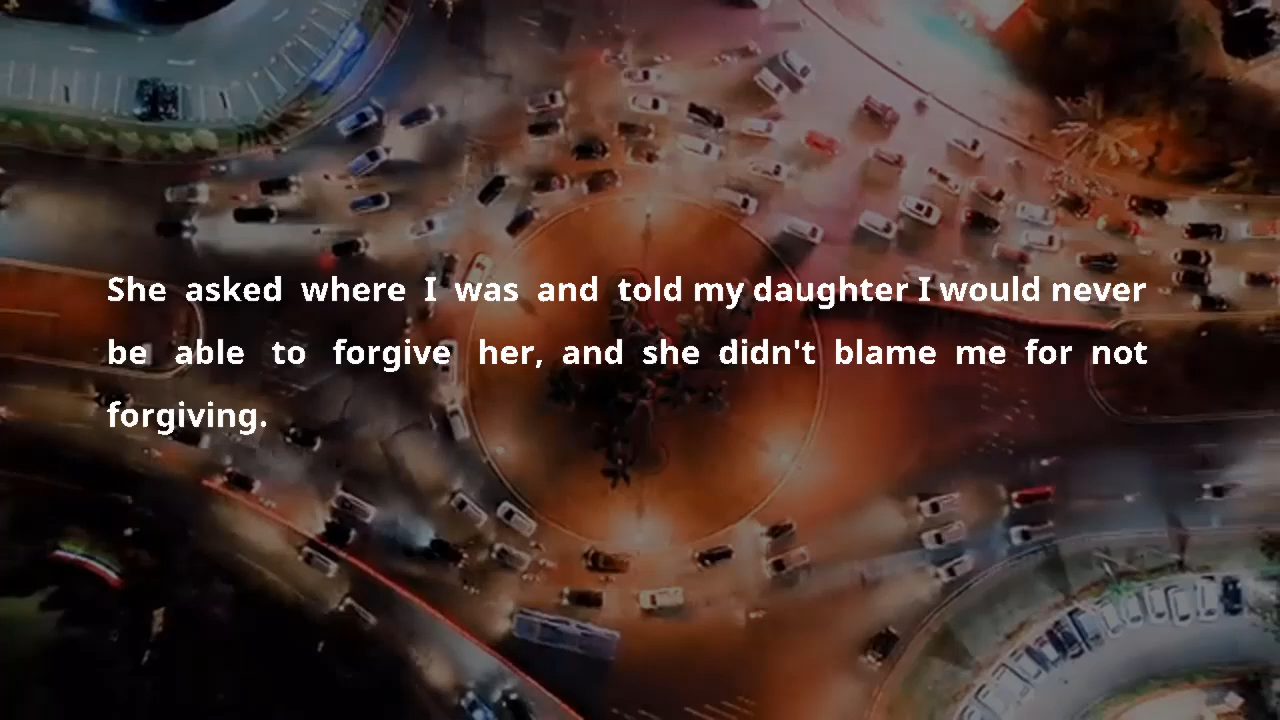 She asked where I was and told my daughter I would never
be able to forgive her, and she didn't blame me for not
forgiving.